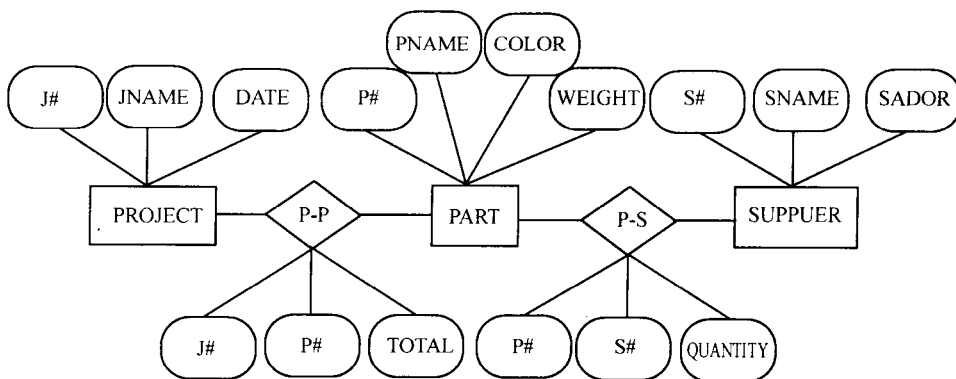 PNAME
COLOR
J#
JNAME
DATE
P#
WEIGHT
S#
SNAME
SADOR
PROJECT
P-P
PART
P-S
SUPPUER
J#
P#
TOTAL
P#
S#
QUANTITY